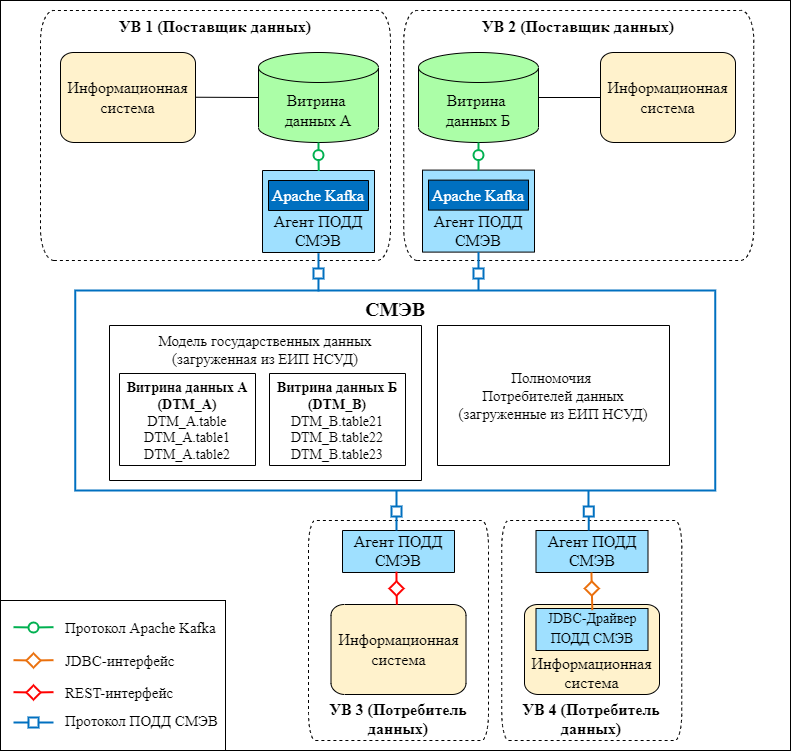 УВ 1 (Поставщик данных)
УВ 2 (Поставщик данных)
Информационная
система
Витрина
данных А
Витрина
данных Б
Информационная
система
Apache Kafka
Агент ПОДД
СМЭВ
Apache Kafka
Агент ПОДД
СМЭВ
СМЭВ
Модель государственных данных
(загруженная из ЕИП НСУД)
Витрина данных А
(DTM_A)
DTM_A.table
DTM_A.table1
DTM_A.table2
Витрина данных Б
(DTM_B)
DTM_B.table21
DTM_B.table22
DTM_B.table23
Полномочия
Потребителей данных
(загруженные из ЕИП НСУД)
Агент ПОДД
СМЭВ
Информационная
система
УВ 3 (Потребитель
данных)
Агент ПОДД
СМЭВ
JDBC-Драйвер
ПОДД СМЭВ
Информационная
система
УВ 4 (Потребитель
данных)
Протокол Apache Kafka
JDBC-интерфейс
REST-интерфейс
Протокол ПОДД СМЭВ